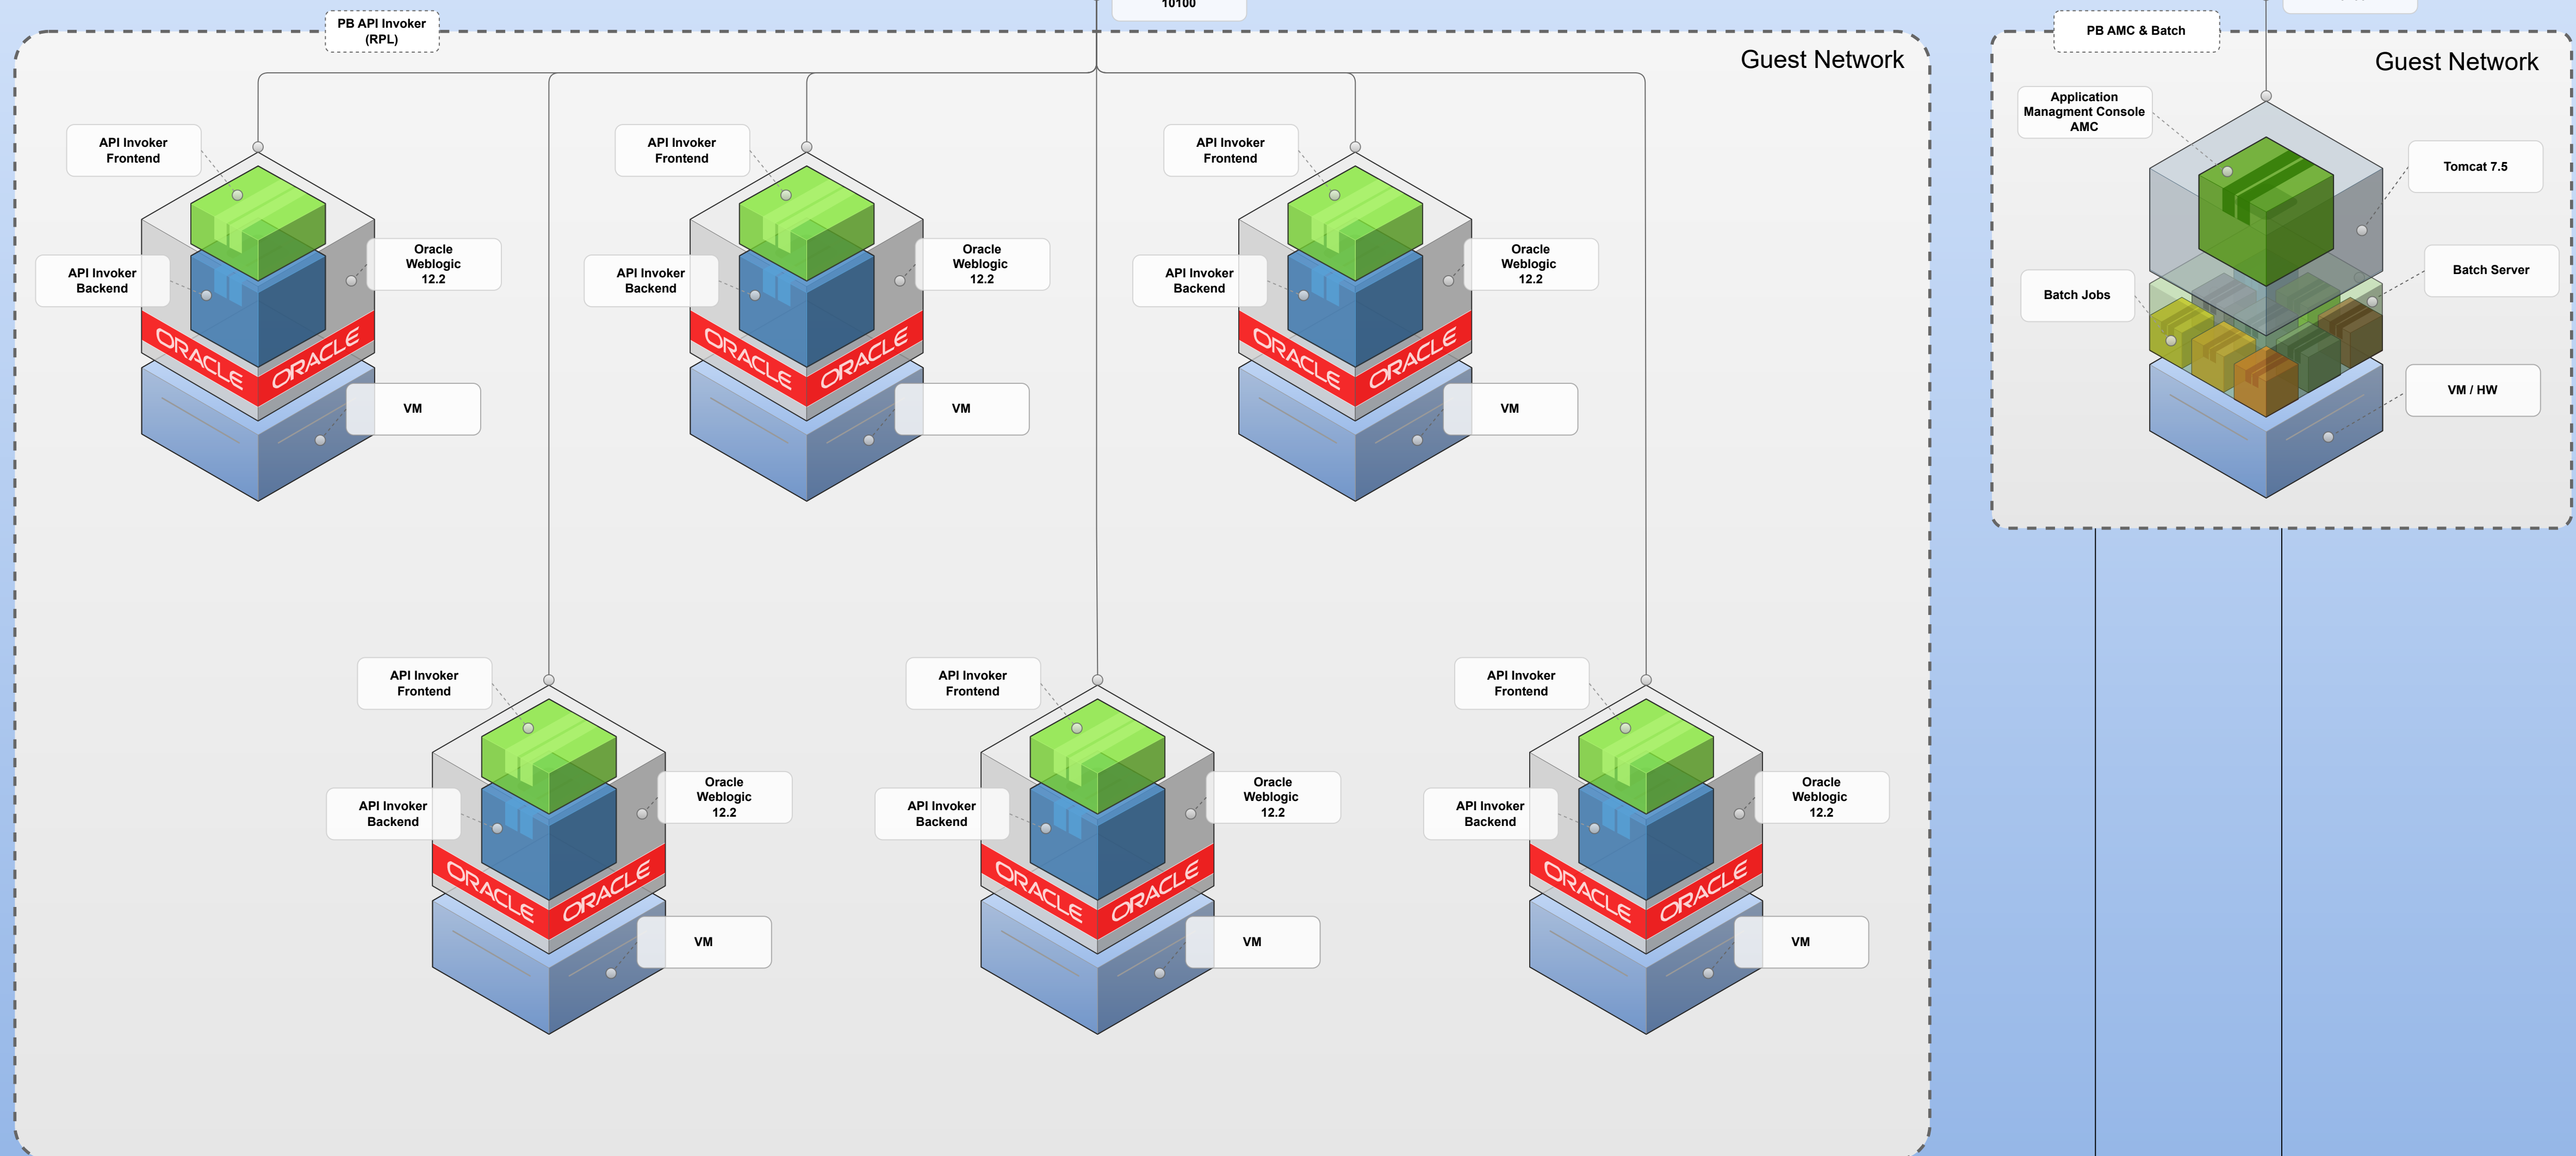 10100
PB API Invoker
(RPL)
Guest Network
PB AMC & Batch
Guest Network
API Invoker
Frontend
API Invoker
Backend
Oracle
Weblogic
12.2
ORACLE
ORACLE
VM
API Invoker
Frontend
API Invoker
Backend
Oracle
Weblogic
12.2
ORACLE
ORACLE
VM
API Invoker
Frontend
API Invoker
Backend
Oracle
Weblogic
12.2
ORACLE
ORACLE
VM
Application
Managment Console
AMC
Tomcat 7.5
Batch Server
Batch Jobs
VM / HW
API Invoker
Frontend
API Invoker
Backend
Oracle
Weblogic
12.2
ORACLE
ORACLE
VM
API Invoker
Frontend
API Invoker
Backend
Oracle
Weblogic
12.2
ORACLE
ORACLE
VM
API Invoker
Frontend
API Invoker
Backend
Oracle
Weblogic
12.2
ORACLE
ORACLE
VM